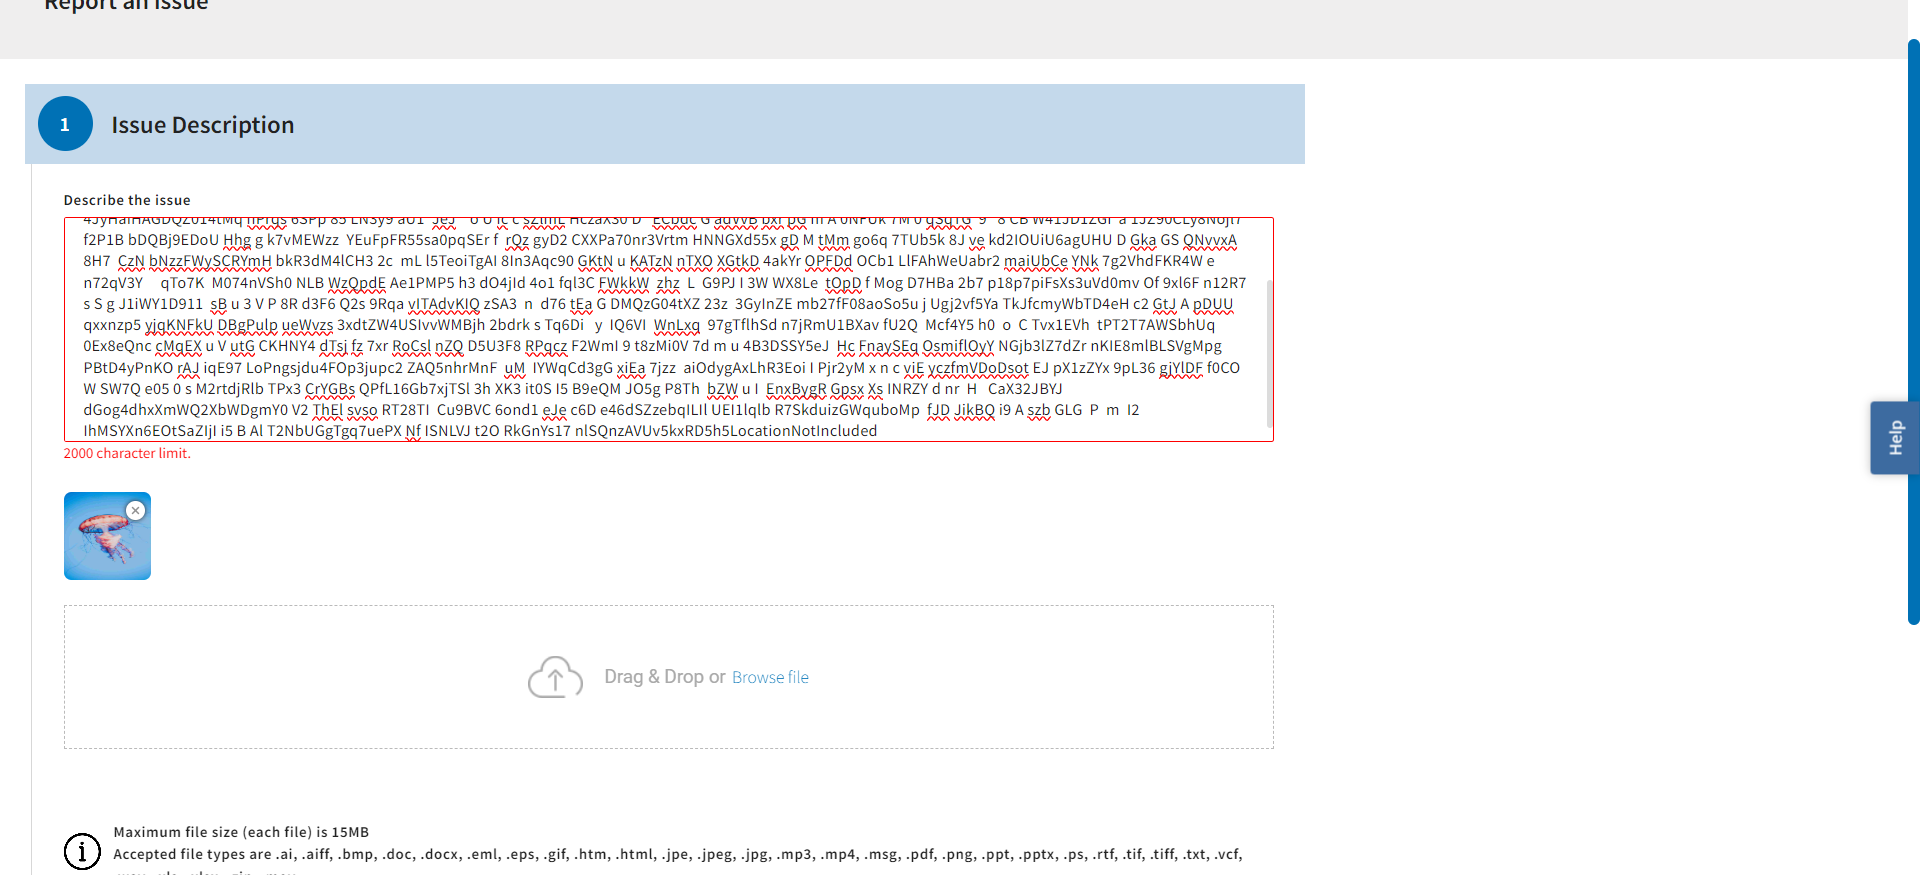 Report an Issue
1
Issue Description
Describe the issue
f2P1B bDQBj9EDoU Hhg g k7vMEWzz YEuFpFR55sa0pqSEr f rQz gyD2 CXXPa70nr3Vrtm HNNGXd55x gD M tMm go6q 7TUb5k 8J ve kd2IOUiU6agUHU D Gka GS QNvvxA
8H7 CzN bNzzFWySCRYmH bkR3dM4lCH3 2c mL l5TeoiTgAI 8In3Aqc90 GKtN u KATzN nTXO XGtkD 4akYr OPFDd OCb1 LlFAhWeUabr2 maiUbCe YNk 7g2VhdFKR4W e
n72qV3Y qTo7K M074nVSh0 NLB WzQpdE Ae1PMP5 h3 dO4jId 4o1 fql3C FWkkW zhz L G9PJ I 3W WX8Le tOpD f Mog D7HBa 2b7 p18p7piFsXs3uVd0mv Of 9xl6F n12R7
s S g J1iWY1D911 sB u 3 V P 8R d3F6 Q2s 9Rqa vITAdvKIQ zSA3 n d76 tEa G DMQzG04tXZ 23z 3GyInZE mb27fF08aoSo5u j Ugj2vf5Ya TkJfcmyWbTD4eH c2 GtJ A pDUU
qxxnzp5 yjqKNFkU DBgPulp ueWvzs 3xdtZW4USIvvWMBjh 2bdrk s Tq6Di y IQ6VI WnLxq 97gTflhSd n7jRmU1BXav fU2Q Mcf4Y5 h0 o C Tvx1EVh tPT2T7AWSbhUq
0Ex8eQnc cMqEX u V utG CKHNY4 dTsj fz 7xr RoCsl nZQ D5U3F8 RPqcz F2WmI 9 t8zMi0V 7d m u 4B3DSSY5eJ Hc FnaySEq OsmiflOyY NGjb3lZ7dZr nKIE8mlBLSVgMpg
PBtD4yPnKO rAJ iqE97 LoPngsjdu4FOp3jupc2 ZAQ5nhrMnF uM IYWqCd3gG xiEa 7jzz aiOdygAxLhR3Eoi I Pjr2yM x n c viE yczfmVDoDsot EJ pX1zZYx 9pL36 gjYlDF f0CO
W SW7Q e05 0 s M2rtdjRlb TPx3 CrYGBs QPfL16Gb7xjTSl 3h XK3 it0S I5 B9eQM JO5g P8Th bZW u I EnxBygR Gpsx Xs INRZY d nr H CaX32JBYJ
dGog4dhxXmWQ2XbWDgmY0 V2 ThEl svso RT28TI Cu9BVC 6ond1 eJe c6D e46dSZzebqILIl UEI1lqlb R7SkduizGWquboMp fJD JikBQ i9 A szb GLG P m I2
IhMSYXn6EOtSaZIjI i5 B Al T2NbUGgTgq7uePX Nf ISNLVJ t2O RkGnYs17 nlSQnzAVUv5kxRD5h5LocationNotIncluded
2000 character limit.
Drag & Drop or Browse file
Help
Maximum file size (each file) is 15MB
Accepted file types are .ai, .aiff, .bmp, .doc, .docx, .eml, .eps, .gif, .htm, .html, .jpe, .jpeg, .jpg, .mp3, .mp4, .msg, .pdf, .png, .ppt, .pptx, .ps, .rtf, .tif, .tiff, .txt, .vcf,